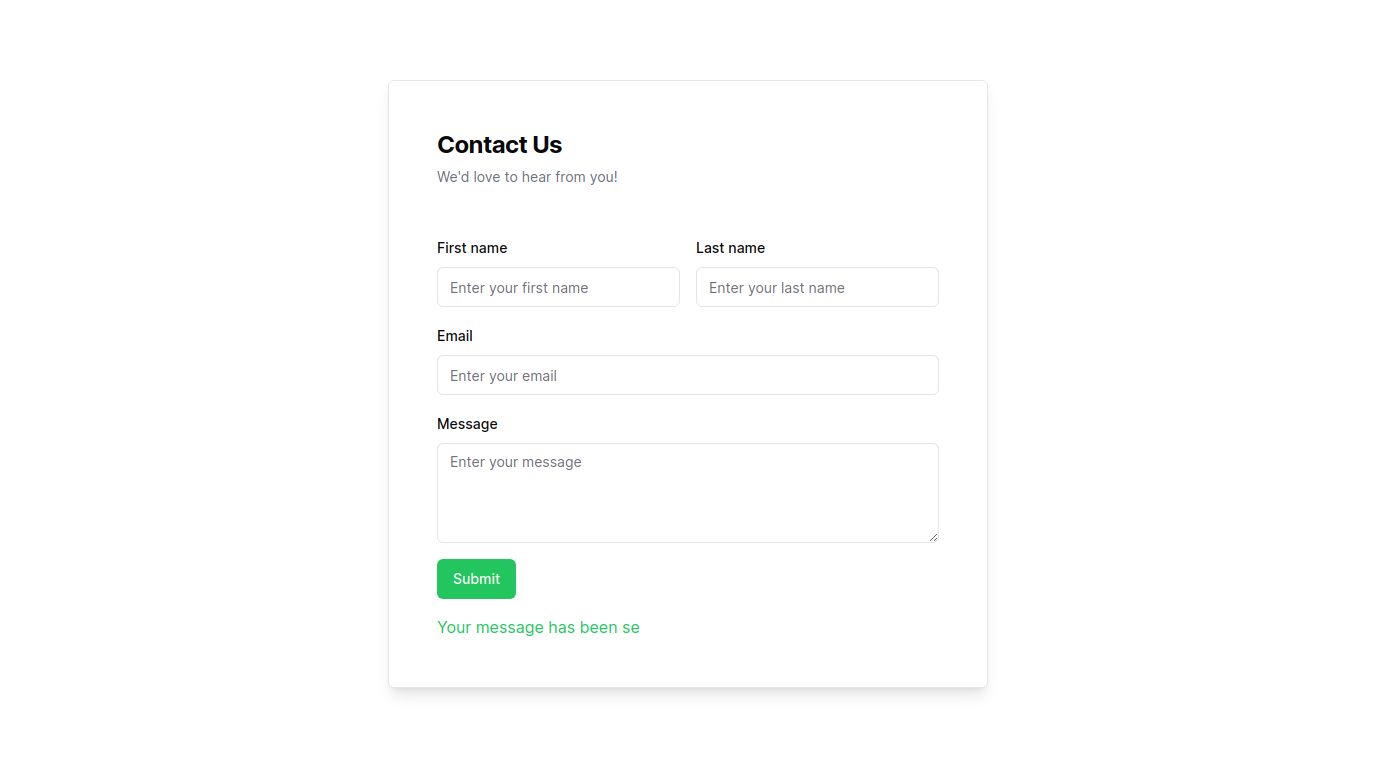 Contact Us
We'd love to hear from you!
First name
Last name
Enter your first name
Enter your last name
Email
Enter your email
Message
Enter your message
Submit
Your message has been se